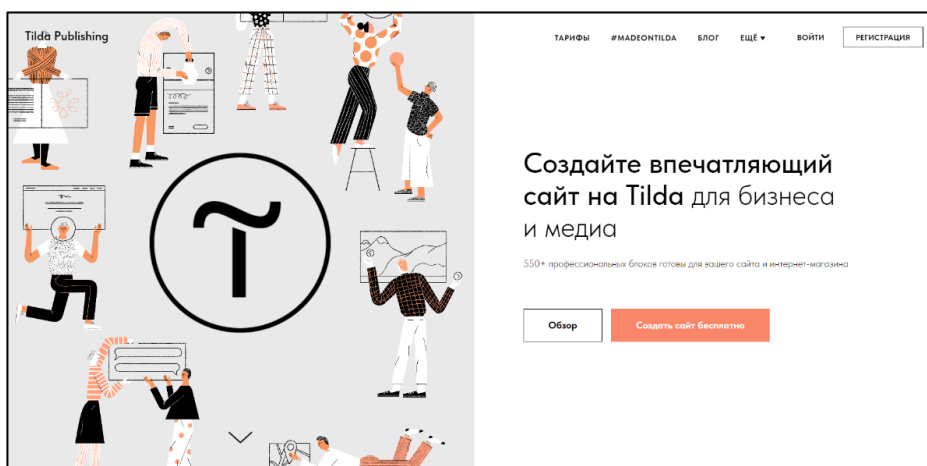 Tilda Publishing
ТАРИФЫ #MADEONTILDA БЛОГ ЕЩЁ ▾ ВОЙТИ РЕГИСТРАЦИЯ
Создайте впечатляющий
сайт на Tilda для бизнеса
и медиа
550+ профессиональных блоков готовы для вашего сайта и интернет-магазина
Обзор Создать сайт бесплатно